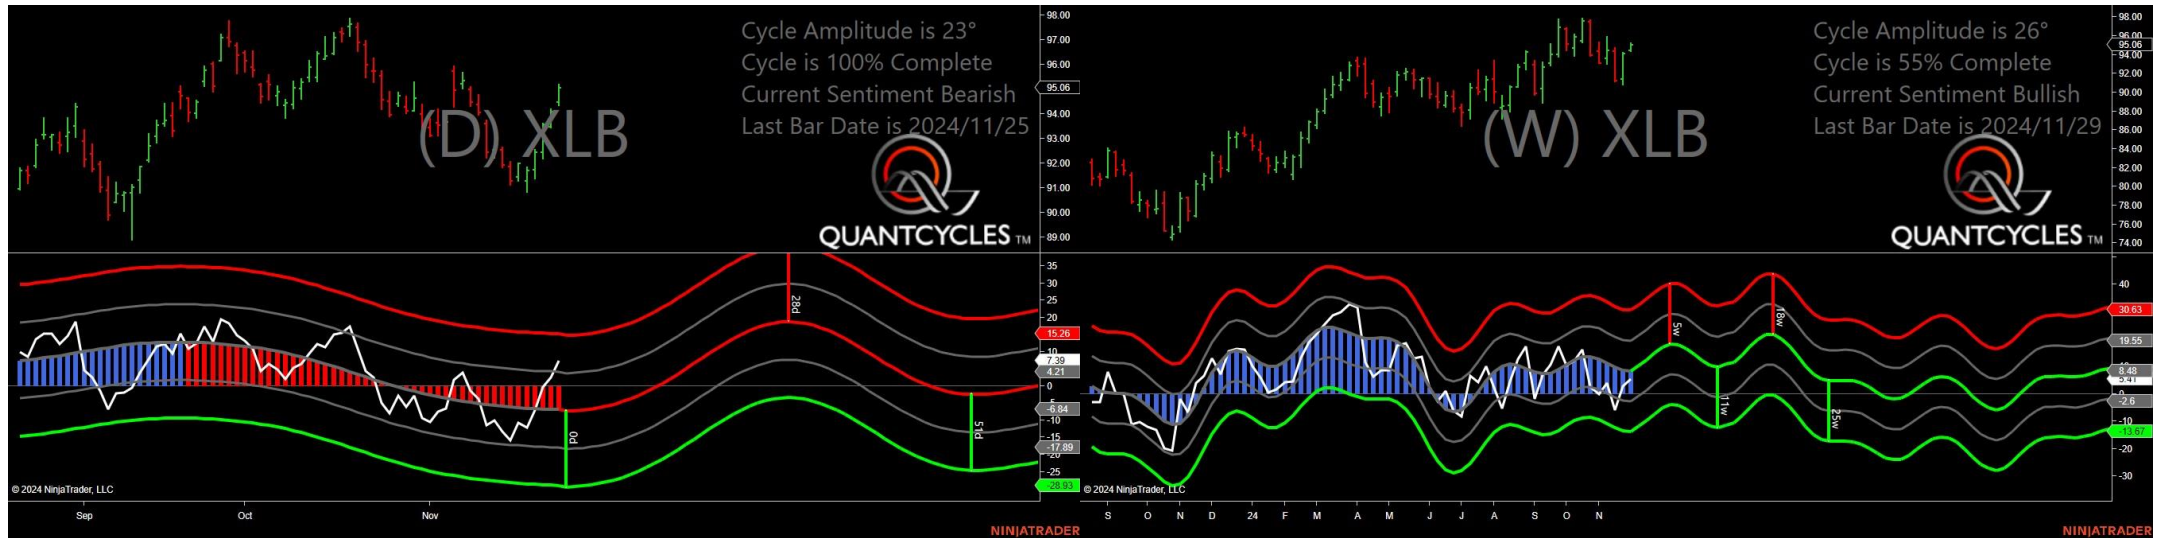 Cycle Amplitude is 23°
Cycle is 100% Complete
Current Sentiment Bearish
Last Bar Date is 2024/11/25
(D) XLB
QUANTCYCLES TM
98.00
97.00
96.00
95.06
94.00
93.00
92.00
91.00
90.00
89.00
35
30
25
20
15.26
10
7.39
4.21
0
-5
-6.84
-10
-15
-17.89
-20
-25
-28.93
28d
0d
51d
© 2024 NinjaTrader, LLC
Sep Oct Nov
NINJATRADER
Cycle Amplitude is 26°
Cycle is 55% Complete
Current Sentiment Bullish
Last Bar Date is 2024/11/29
(W) XLB
QUANTCYCLES TM
98.00
96.00
95.06
94.00
92.00
90.00
88.00
86.00
84.00
82.00
80.00
78.00
76.00
74.00
40
30.63
19.55
8.48
5.41
-2.6
-10
-13.67
-20
-30
5w
18w
11w
25w
© 2024 NinjaTrader, LLC
S O N D 24 F M A M J J A S O N
NINJATRADER